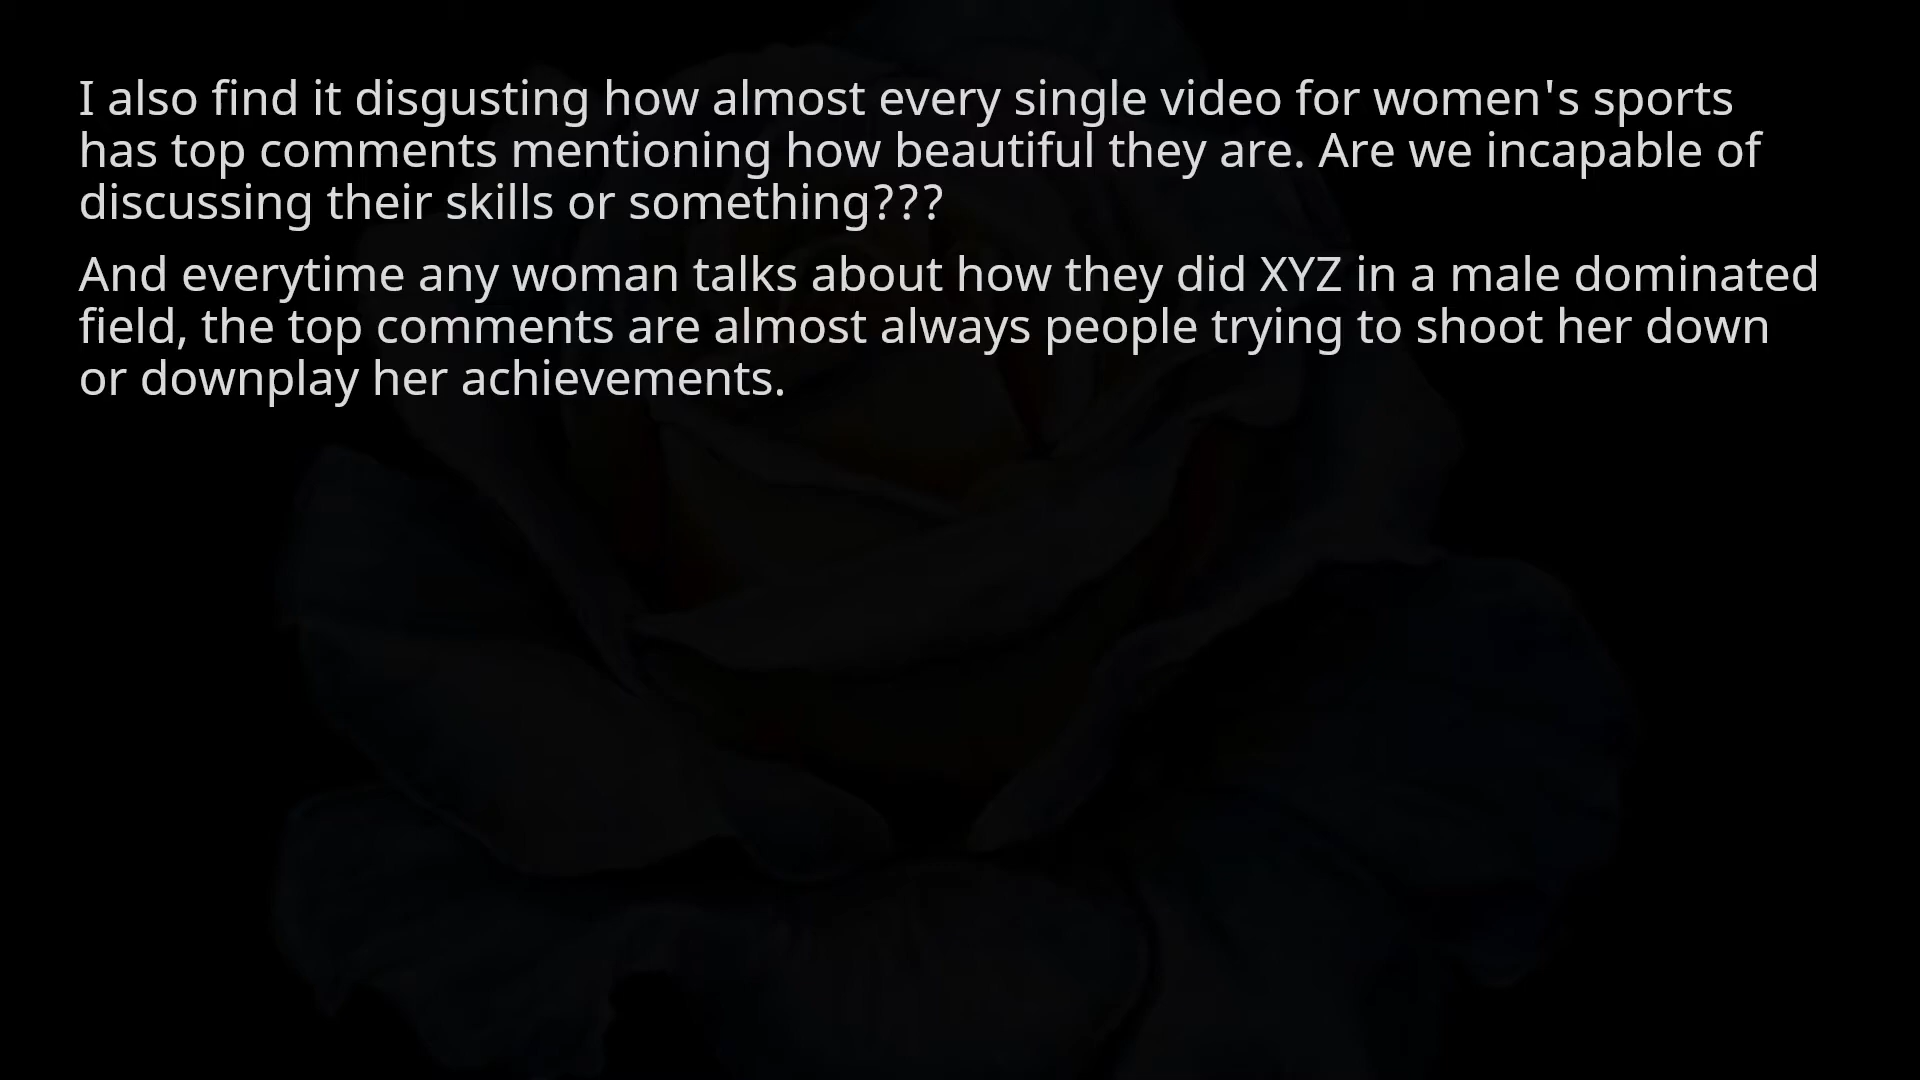 I also find it disgusting how almost every single video for women's sports
has top comments mentioning how beautiful they are. Are we incapable of
discussing their skills or something???
And everytime any woman talks about how they did XYZ in a male dominated
field, the top comments are almost always people trying to shoot her down
or downplay her achievements.